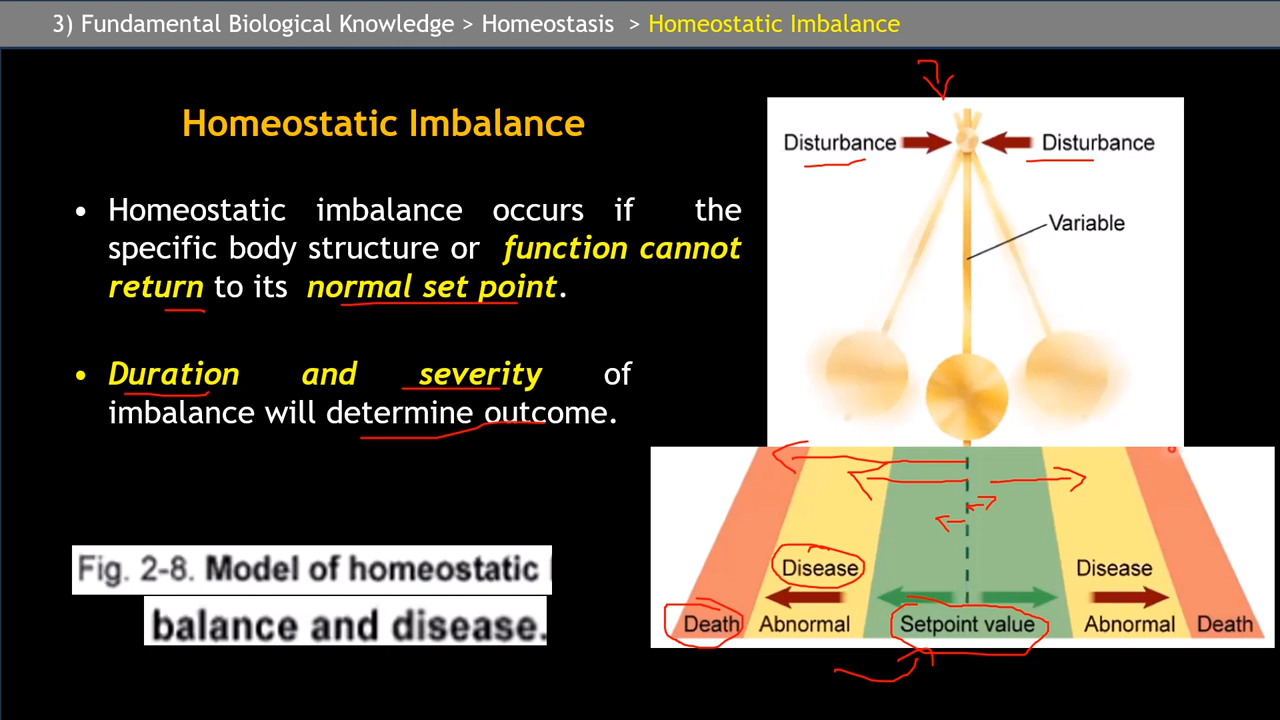 3) Fundamental Biological Knowledge > Homeostasis > Homeostatic Imbalance
Homeostatic Imbalance
• Homeostatic imbalance occurs if the
specific body structure or function cannot
return to its normal set point.
• Duration and severity of
imbalance will determine outcome.
Fig. 2-8. Model of homeostatic
balance and disease.
Disturbance
Disturbance
Variable
Disease
Disease
Death
Abnormal
Setpoint value
Abnormal
Death